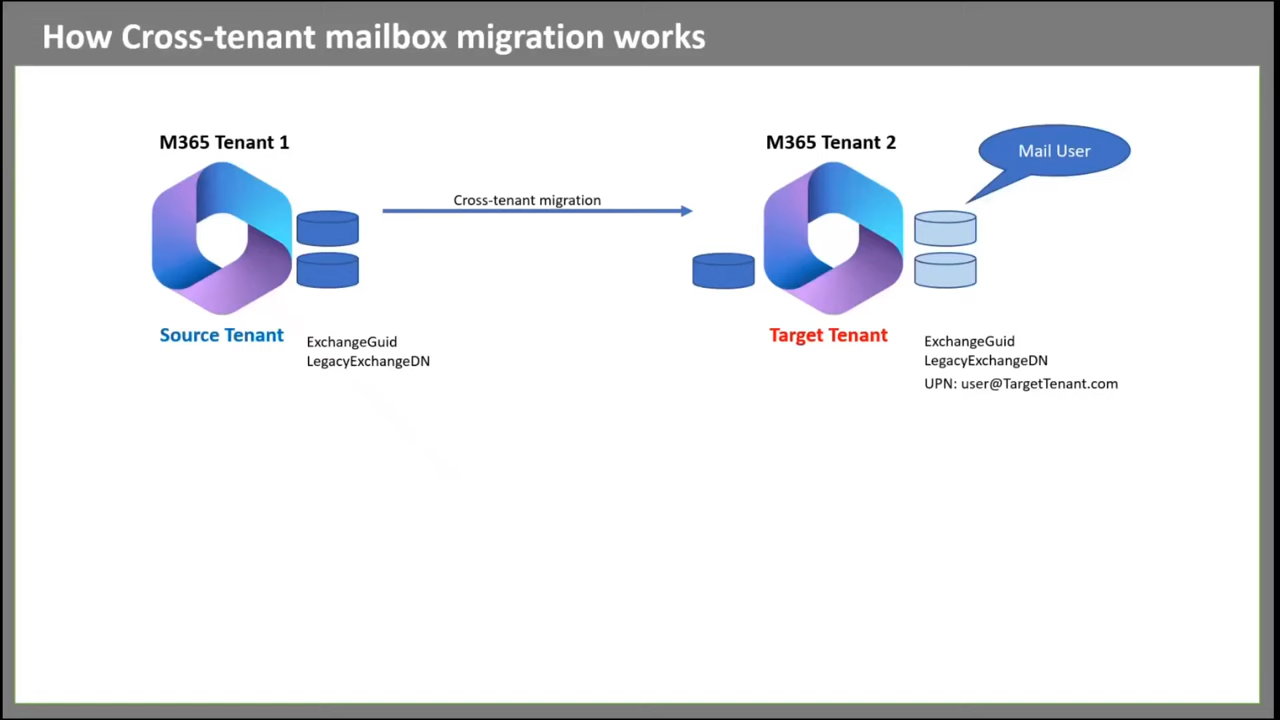 How Cross-tenant mailbox migration works
M365 Tenant 1
M365 Tenant 2
Mail User
Cross-tenant migration
Source Tenant
ExchangeGuid
LegacyExchangeDN
Target Tenant
ExchangeGuid
LegacyExchangeDN
UPN: user@TargetTenant.com